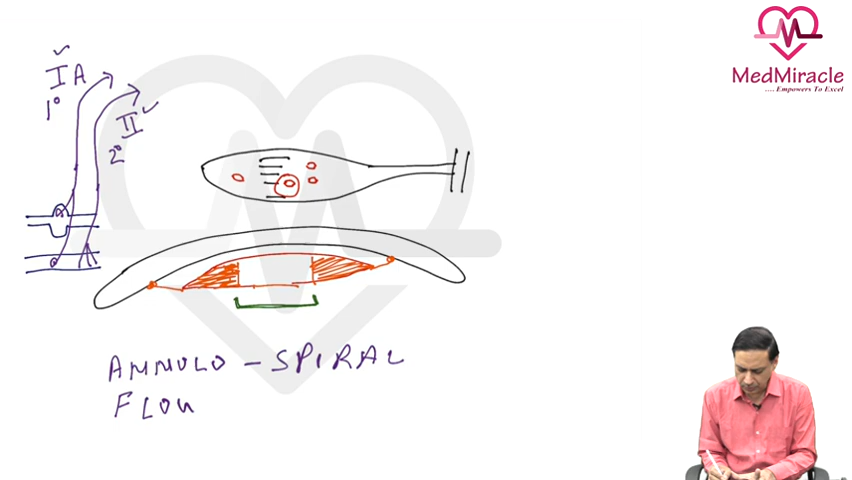 MedMiracle
.... Empowers To Excel
IA
1°
II
2°
ANNULO - SPIRAL
FLOW